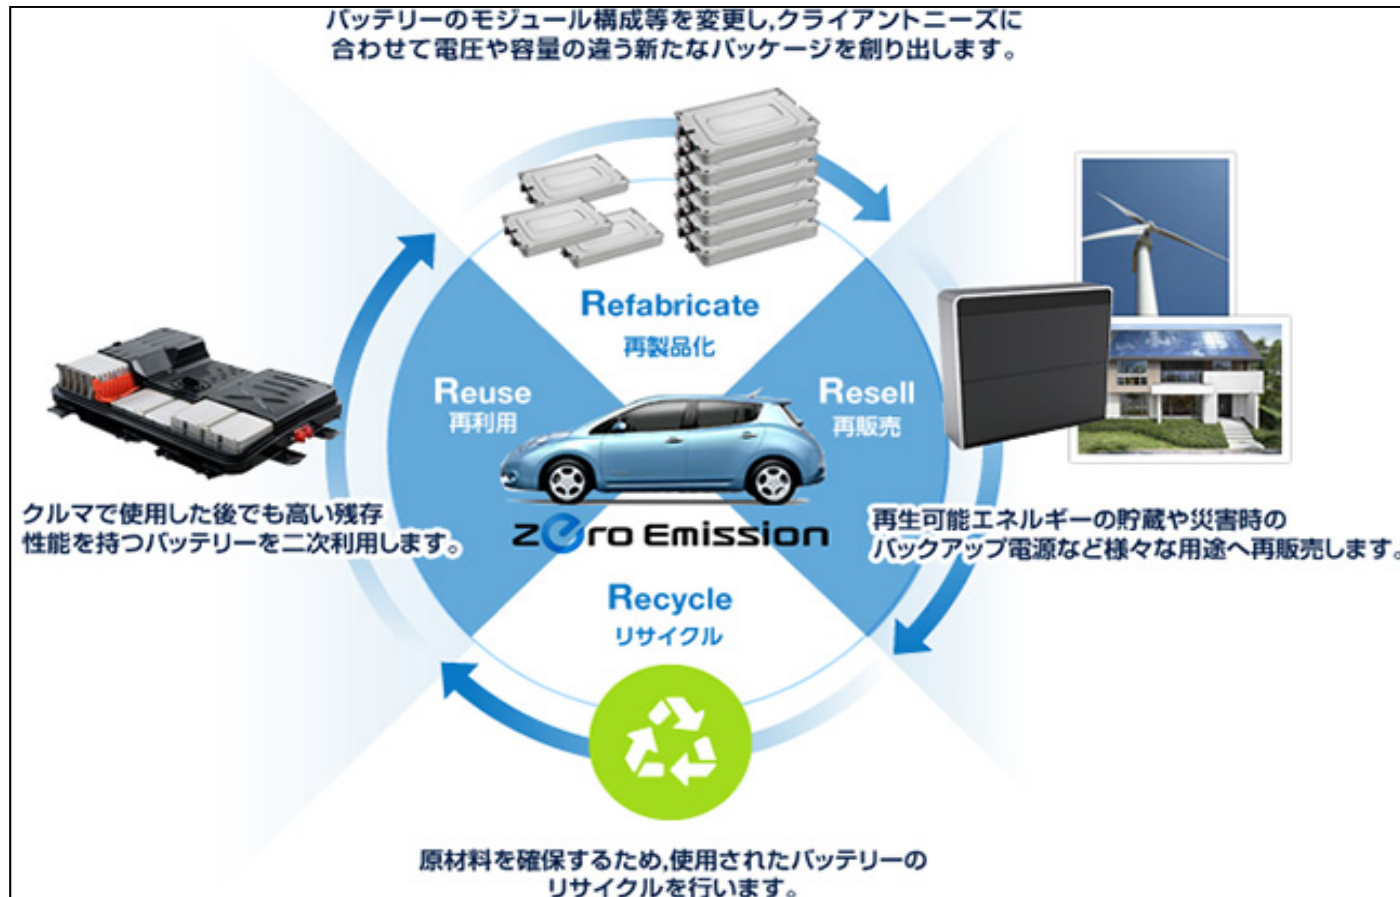 バッテリーのモジュール構成等を変更し,クライアントニーズに
合わせて電圧や容量の違う新たなパッケージを創り出します。
Refabricate
再製品化
Reuse
再利用
Resell
再販売
クルマで使用した後でも高い残存
性能を持つバッテリーを二次利用します。
zero Emission
再生可能エネルギーの貯蔵や災害時の
バックアップ電源など様々な用途へ再販売します。
Recycle
リサイクル
原材料を確保するため,使用されたバッテリーの
リサイクルを行います。